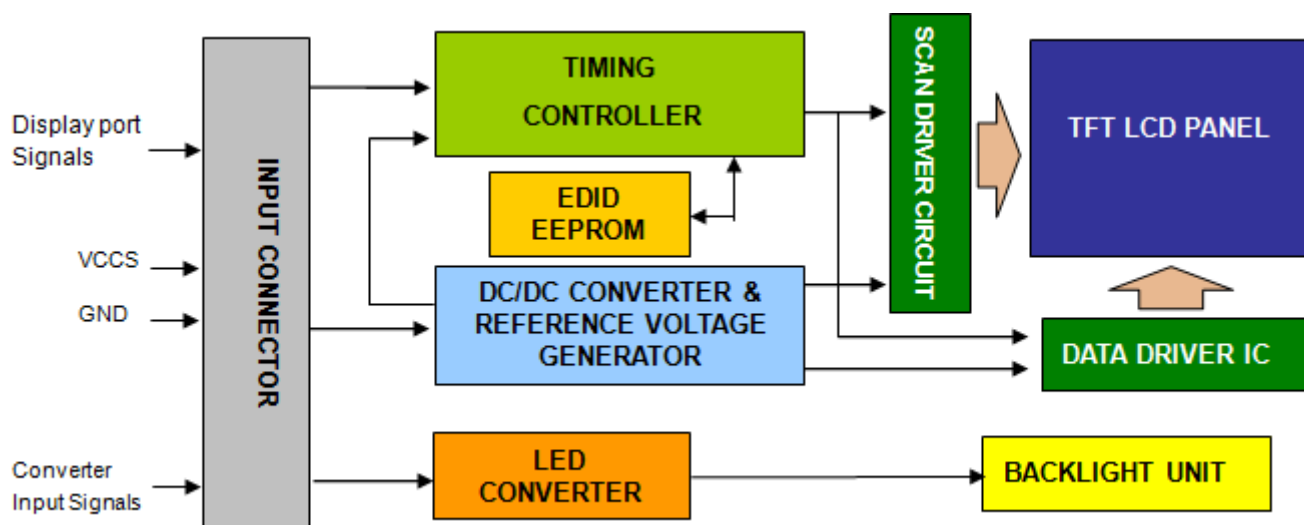 Display port
Signals
VCCS
GND
Converter
Input Signals
INPUT CONNECTOR
TIMING
CONTROLLER
EDID
EEPROM
DC/DC CONVERTER &
REFERENCE VOLTAGE
GENERATOR
LED
CONVERTER
SCAN DRIVER CIRCUIT
TFT LCD PANEL
DATA DRIVER IC
BACKLIGHT UNIT